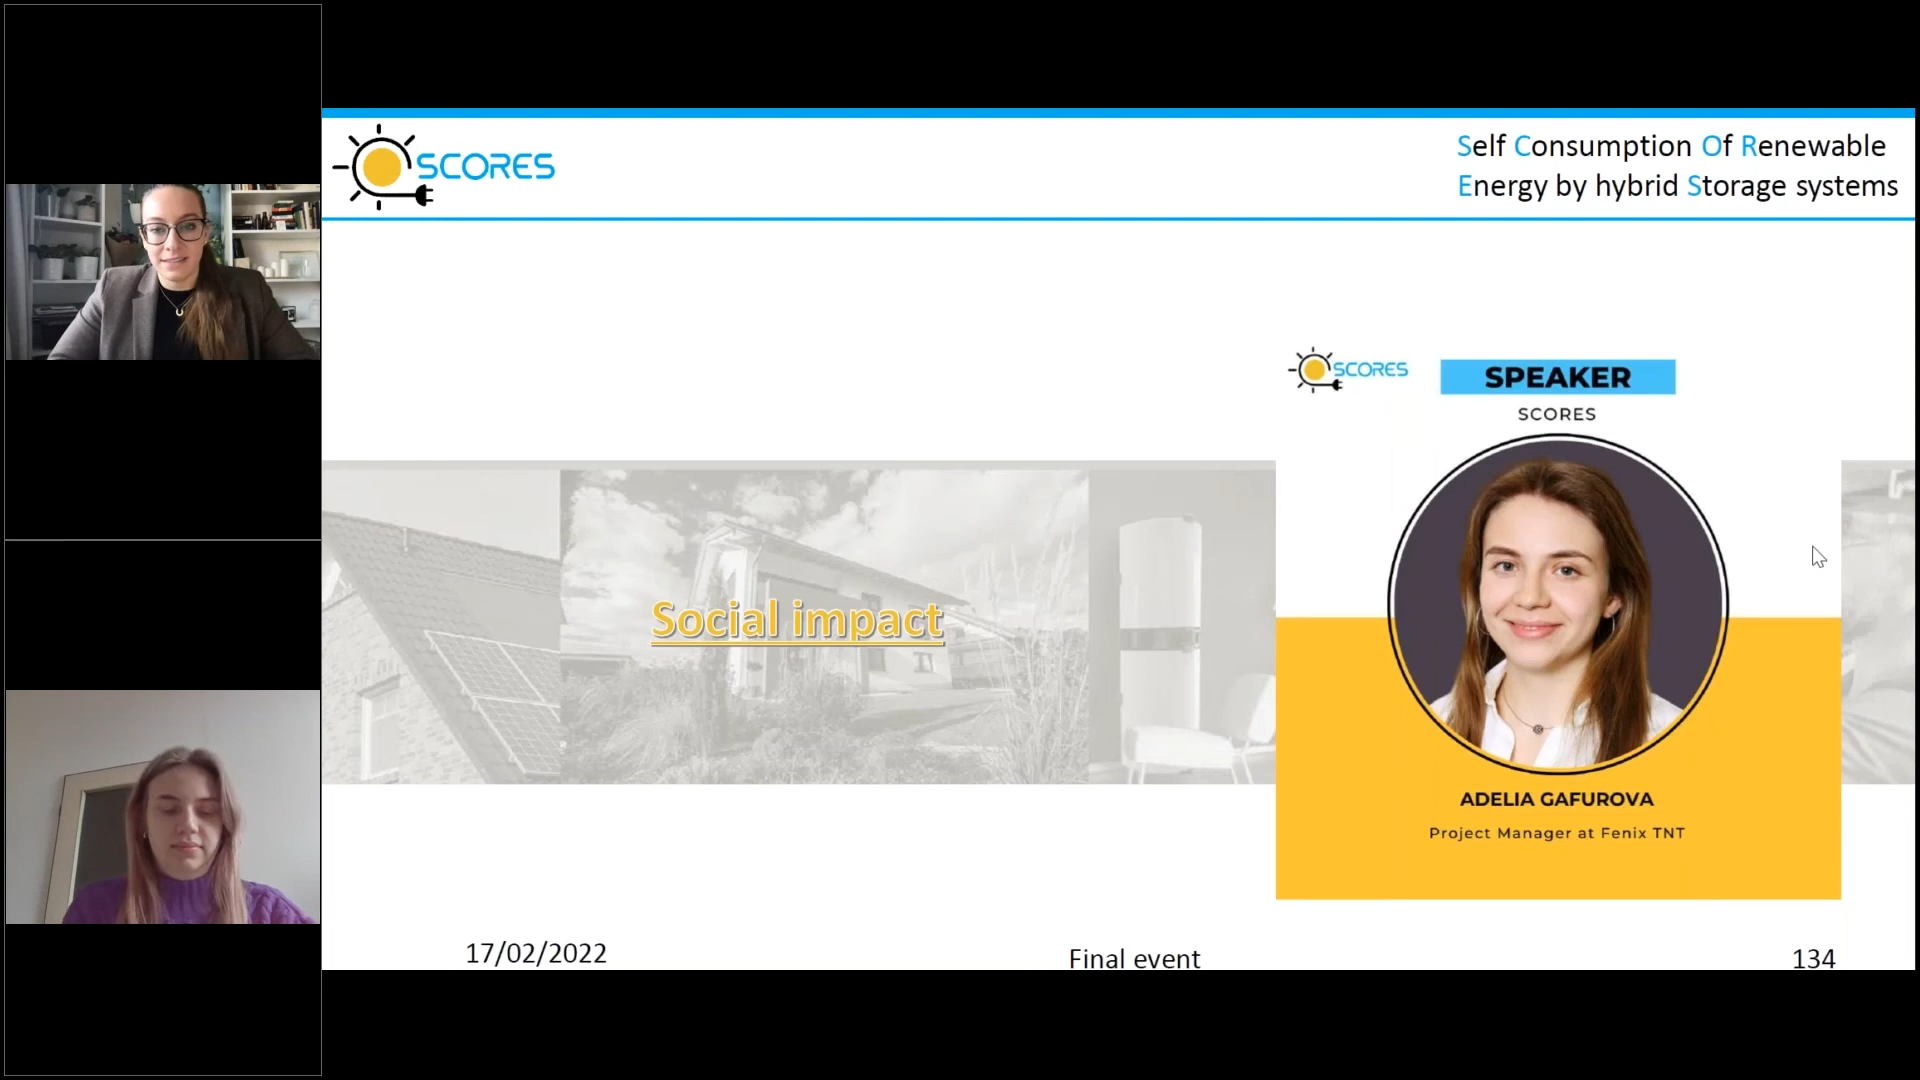 SCORES
Self Consumption Of Renewable
Energy by hybrid Storage systems
SCORES
SPEAKER
SCORES
Social impact
ADELIA GAFUROVA
Project Manager at Fenix TNT
17/02/2022
Final event
134